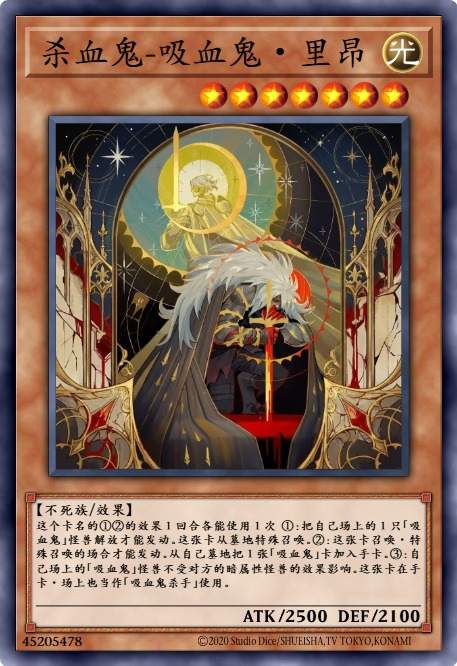 杀血鬼-吸血鬼·里昂
光
[不死族/效果]
这个卡名的①②的效果1回合各能使用1次 ①:把自己场上的1只「吸
血鬼」怪兽解放才能发动。这张卡从墓地特殊召唤。②:这张卡召唤·特
殊召唤的场合才能发动。从自己墓地把1张「吸血鬼」卡加入手卡。③:自
己场上的「吸血鬼」怪兽不受对方的暗属性怪兽的效果影响。这张卡在手
卡·场上也当作「吸血鬼杀手」使用。
ATK/2500 DEF/2100
45205478
©2020 Studio Dice/SHUEISHA,TV TOKYO,KONAMI